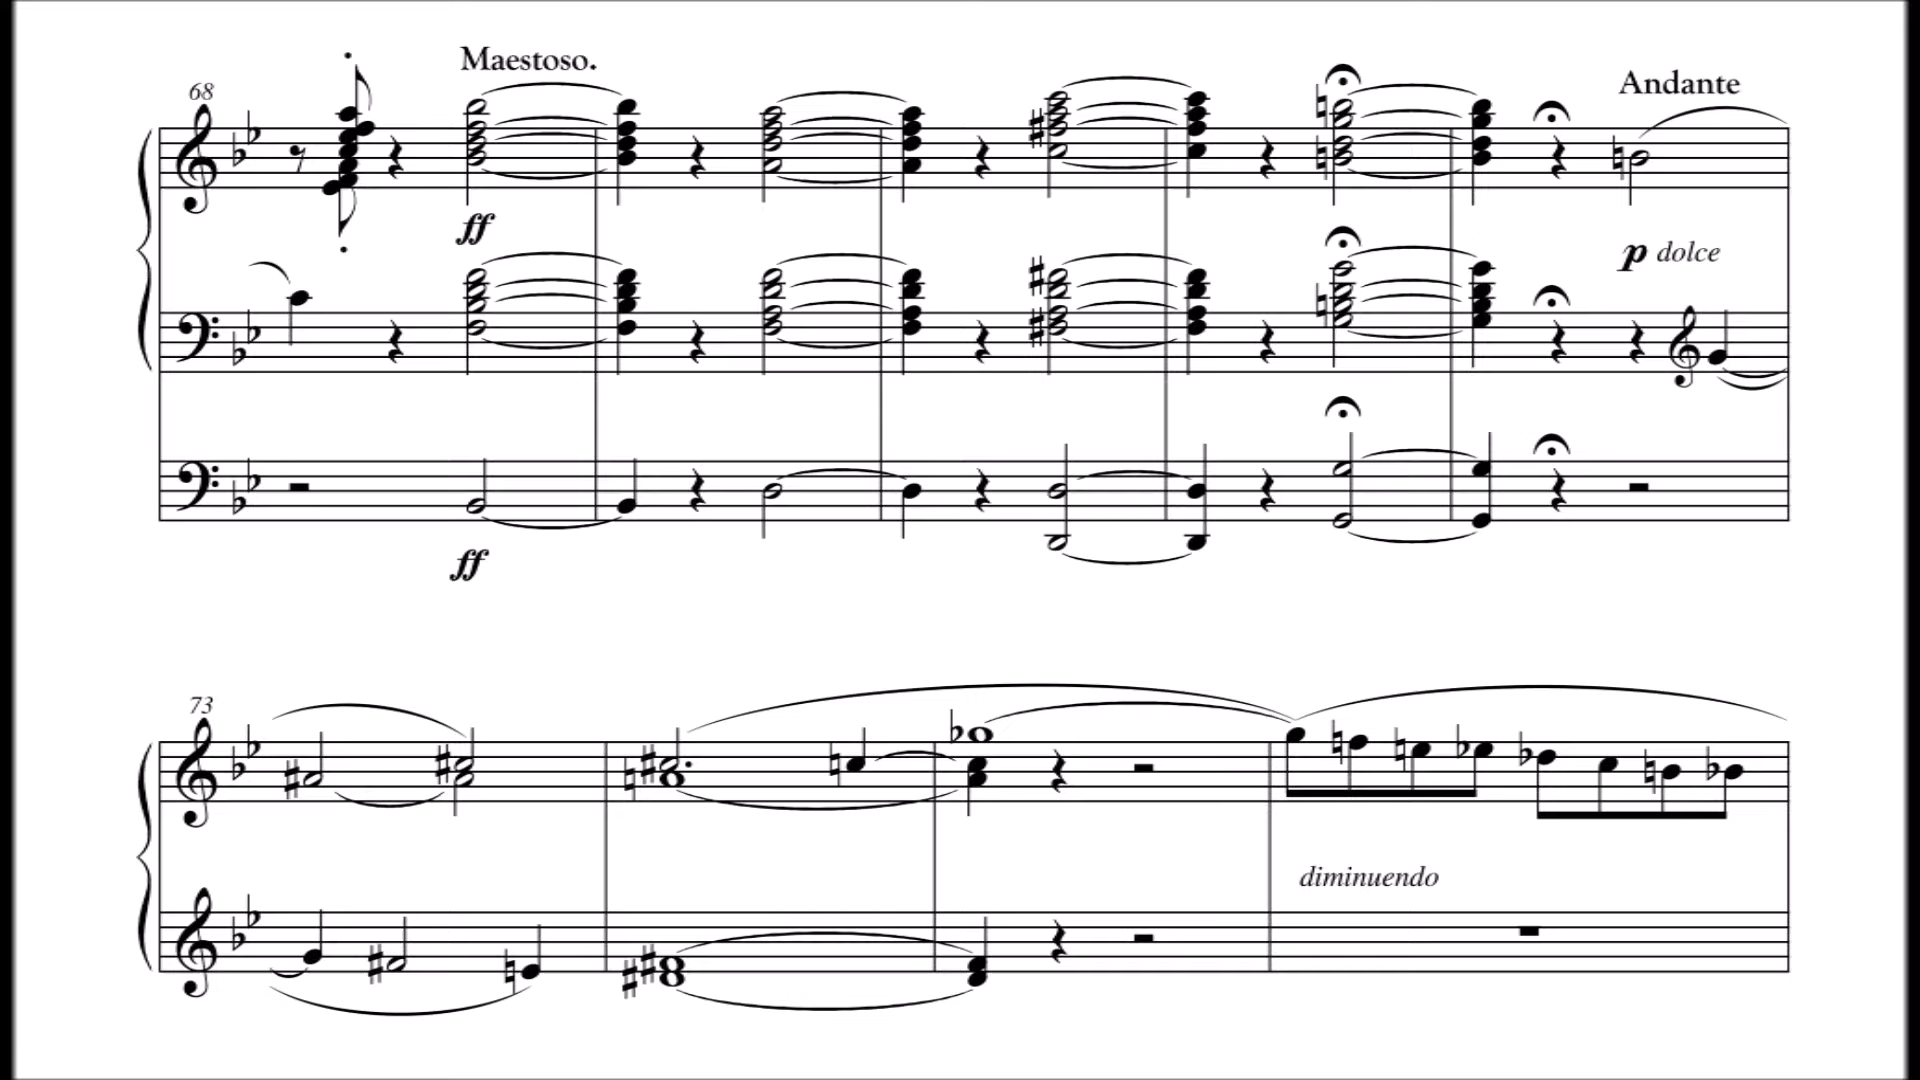 68
Maestoso.
Andante
ff
p dolce
ff
73
diminuendo